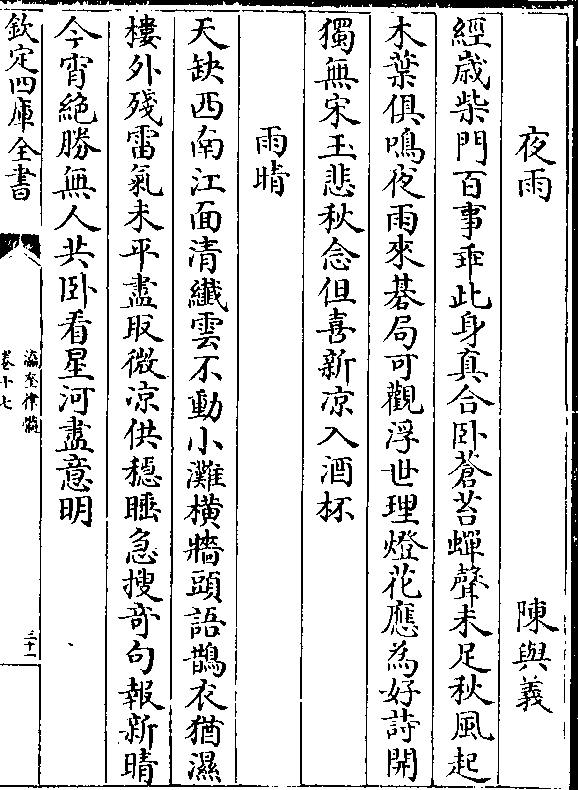 夜雨
陳與義
經歲柴門百事乖此身真合卧蒼苔蟬聲未足秋風起
木葉俱鳴夜雨來棊局可觀浮世理燈花應為好詩開
獨無宋玉悲秋念但喜新凉入酒杯
雨晴
天缺西南江面清纖雲不動小灘横牆頭語鵲衣猶濕
樓外殘雷氣未平盡取微凉供穩睡急搜奇句報新晴
今宵絶勝無人共卧看星河盡意明
欽定四庫全書
瀛奎律髓
卷十七
三十